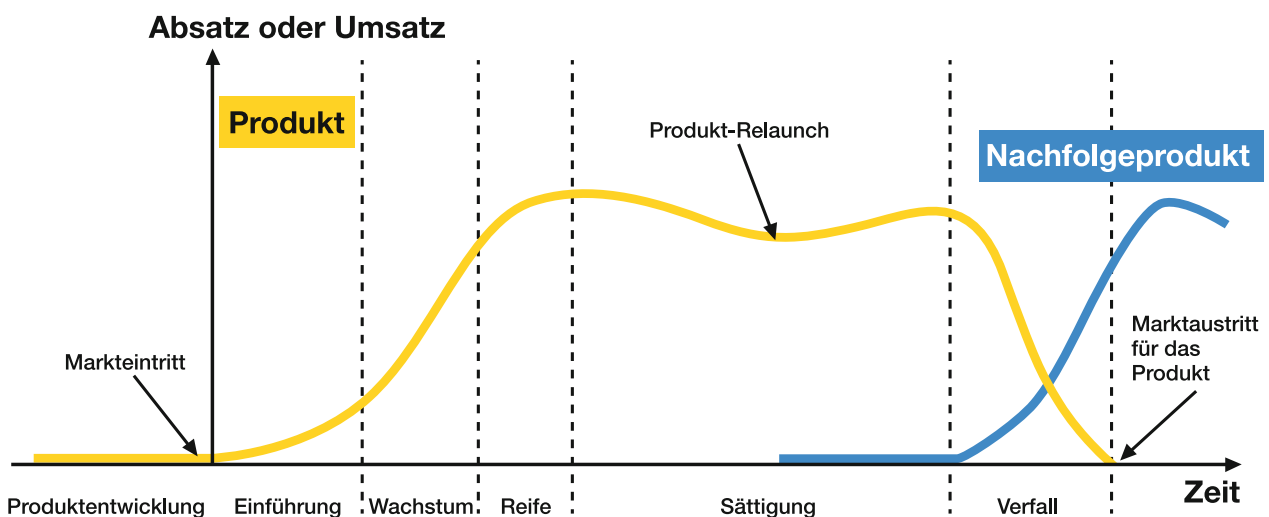 Absatz oder Umsatz
Produkt
Produkt-Relaunch
Nachfolgeprodukt
Markteintritt
Marktaustritt
für das
Produkt
Zeit
Produktentwicklung
Einführung
Wachstum
Reife
Sättigung
Verfall